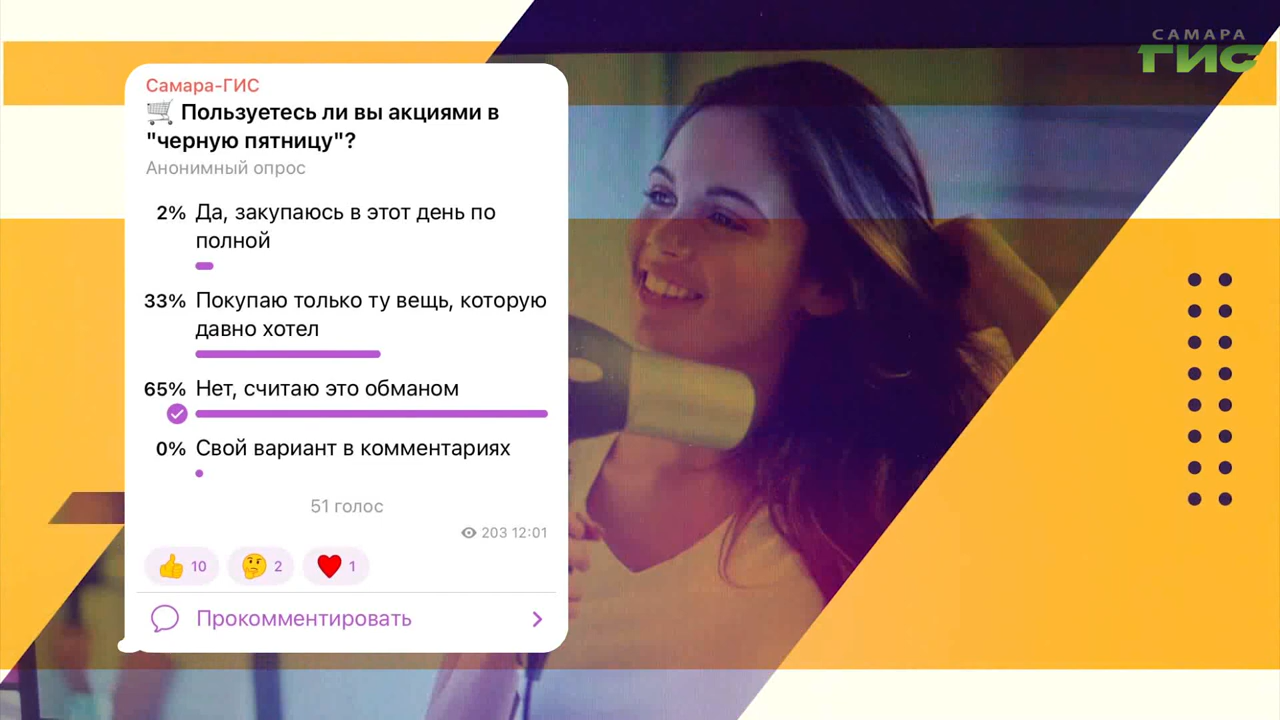 САМАРА
ГИС
Самара-ГИС
🛒 Пользуетесь ли вы акциями в
"черную пятницу"?
Анонимный опрос
2% Да, закупаюсь в этот день по
полной
33% Покупаю только ту вещь, которую
давно хотел
65% Нет, считаю это обманом
0% Свой вариант в комментариях
51 голос
203 12:01
👍 10 🤔 2 ❤️ 1
Прокомментировать